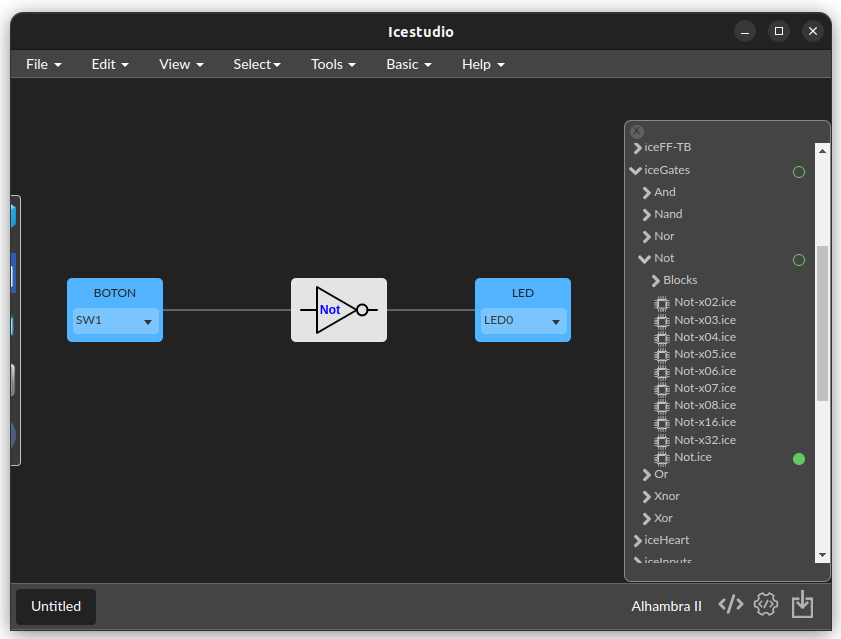 Icestudio
File Edit View Select Tools Basic Help
X
iceFF-TB
iceGates
And
Nand
Nor
Not
Blocks
Not-x02.ice
Not-x03.ice
Not-x04.ice
Not-x05.ice
Not-x06.ice
Not-x07.ice
Not-x08.ice
Not-x16.ice
Not-x32.ice
Not.ice
Or
Xnor
Xor
iceHeart
iceInputs
BOTON
SW1
Not
LED
LED0
Untitled
Alhambra II